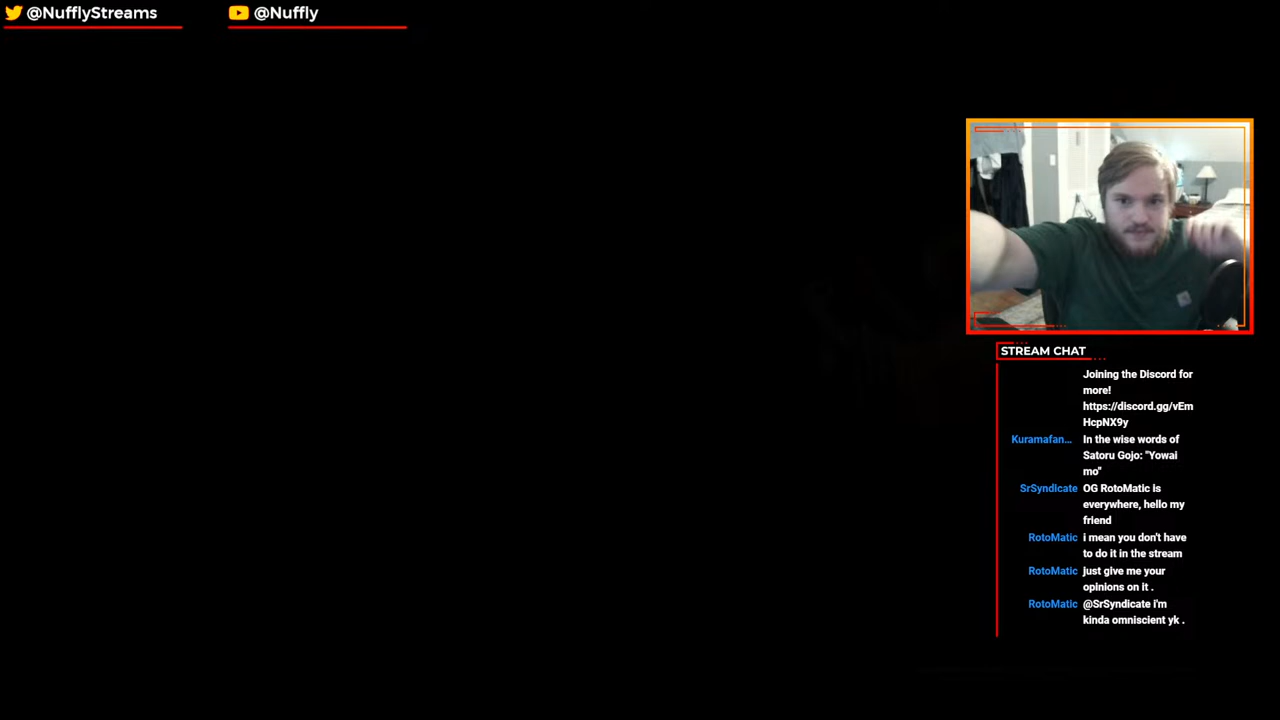 @NufflyStreams
@Nuffly
STREAM CHAT
Joining the Discord for
more!
https://discord.gg/vEm
HcpNX9y
Kuramafan... In the wise words of
Satoru Gojo: "Yowai
mo"
SrSyndicate OG RotoMatic is
everywhere, hello my
friend
RotoMatic i mean you don't have
to do it in the stream
RotoMatic just give me your
opinions on it .
RotoMatic @SrSyndicate I'm
kinda omniscient yk .